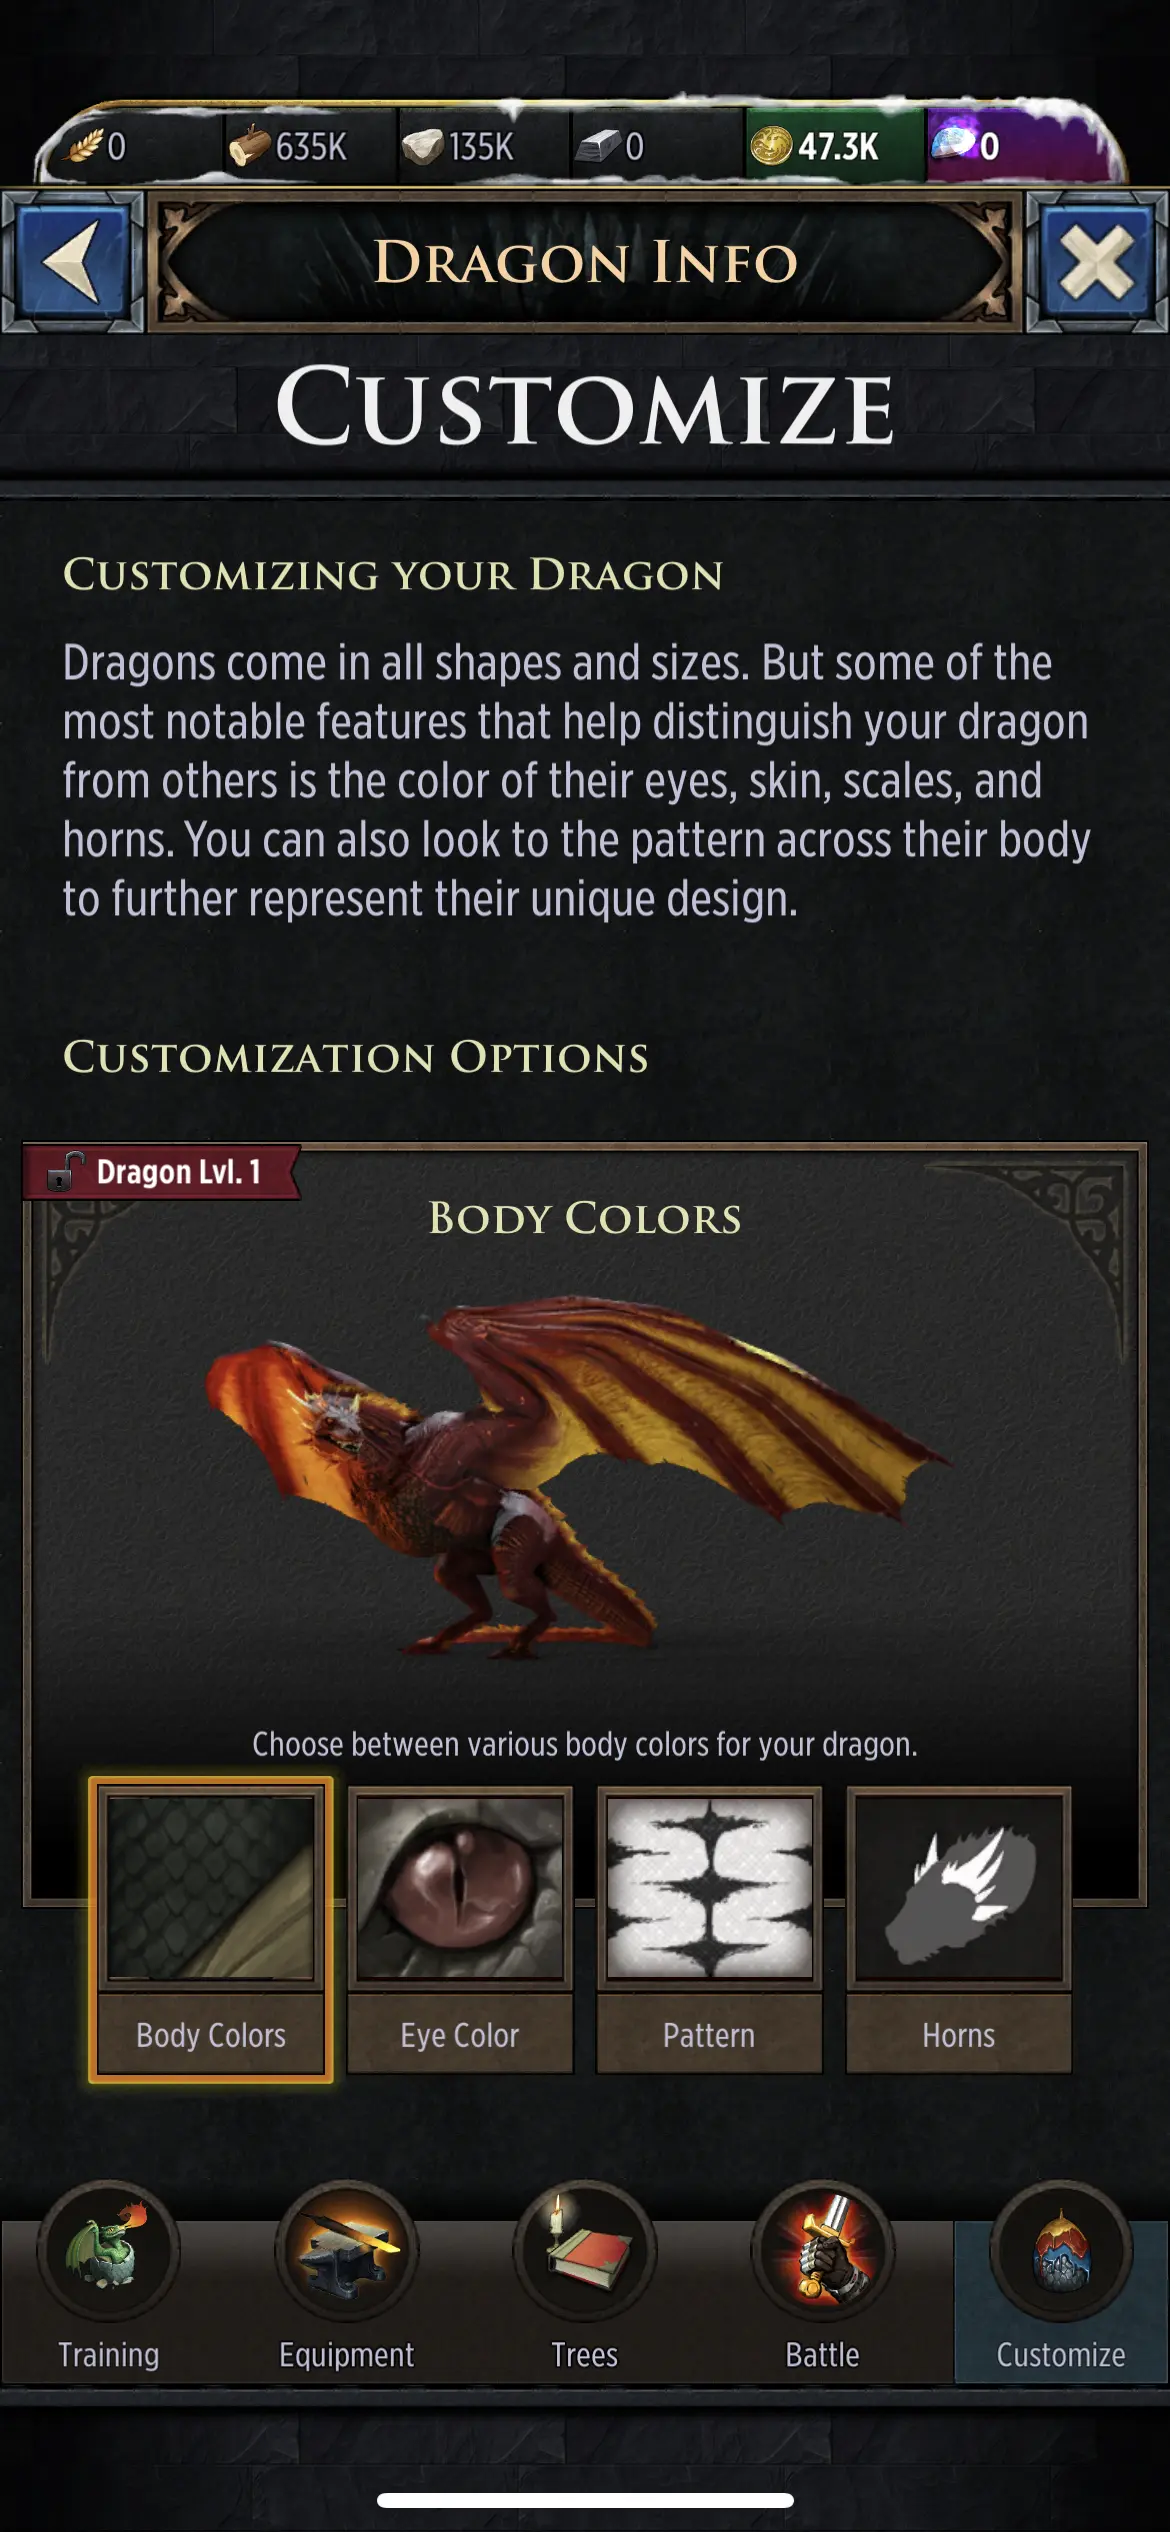 0 635K 135K 0 47.3K 0
Dragon Info
Customize
Customizing your Dragon
Dragons come in all shapes and sizes. But some of the
most notable features that help distinguish your dragon
from others is the color of their eyes, skin, scales, and
horns. You can also look to the pattern across their body
to further represent their unique design.
Customization Options
Dragon Lvl. 1
Body Colors
Choose between various body colors for your dragon.
Body Colors Eye Color Pattern Horns
Training Equipment Trees Battle Customize